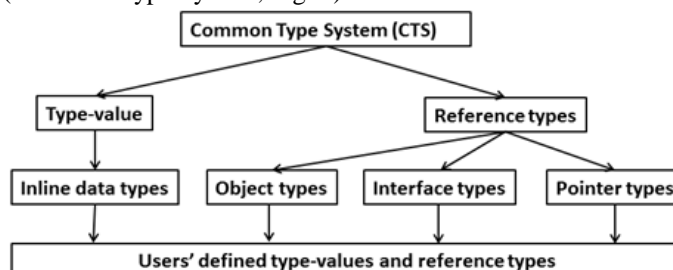 Common Type System (CTS)
Type-value
Reference types
Inline data types
Object types
Interface types
Pointer types
Users' defined type-values and reference types